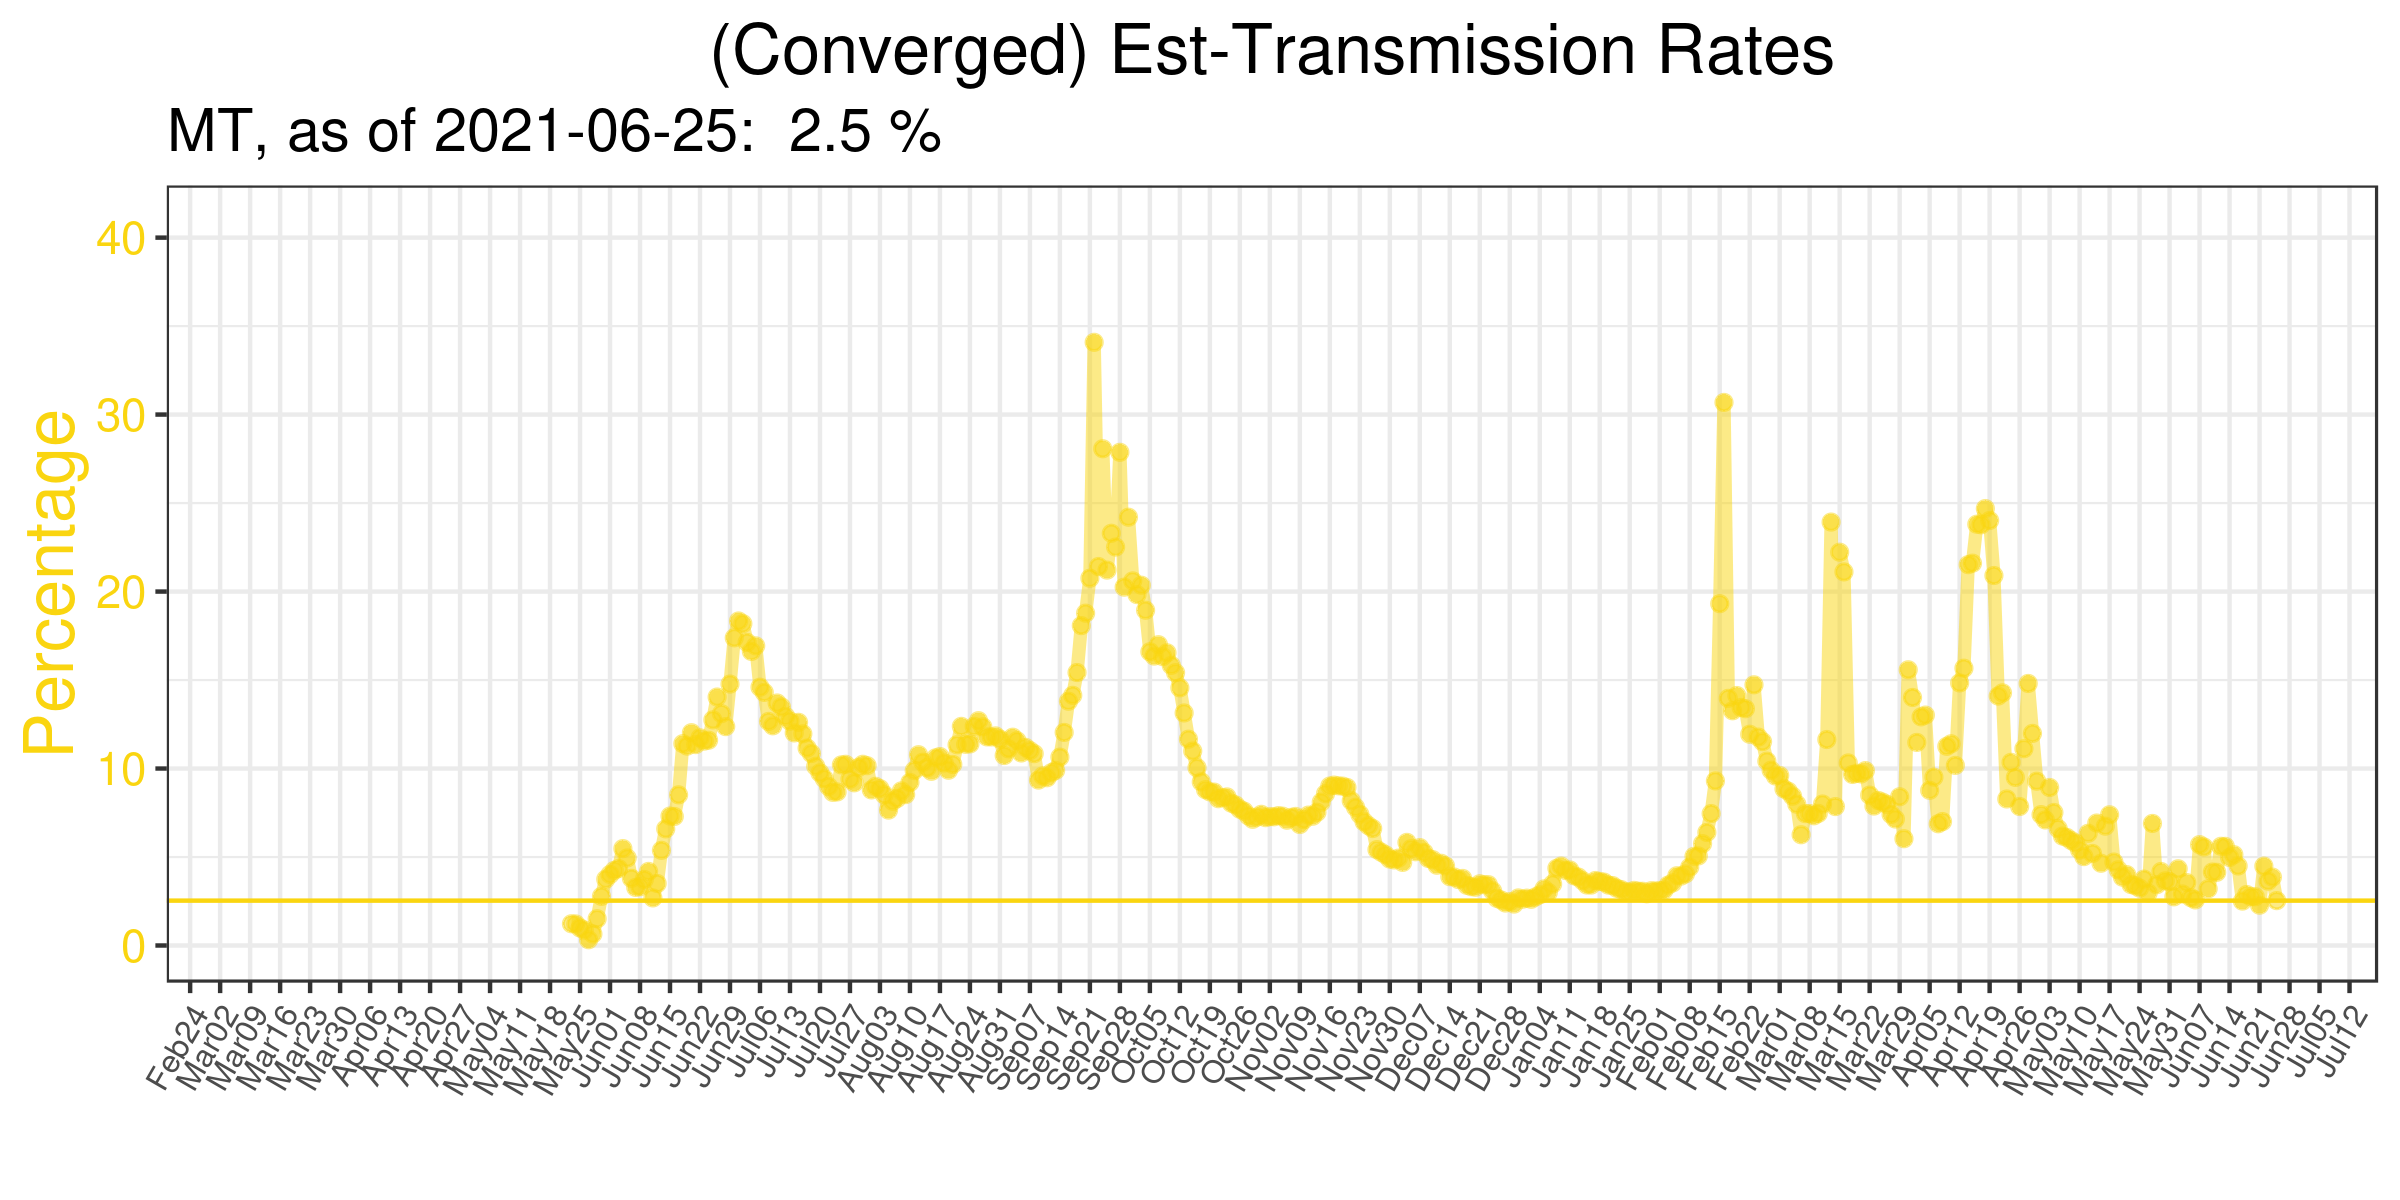 (Converged) Est-Transmission Rates
MT, as of 2021-06-25:  2.5 %
Percentage
40
30
20
10
0
Feb24
Mar02
Mar09
Mar16
Mar23
Mar30
Apr06
Apr13
Apr20
Apr27
May04
May11
May18
May25
Jun01
Jun08
Jun15
Jun22
Jun29
Jul06
Jul13
Jul20
Jul27
Aug03
Aug10
Aug17
Aug24
Aug31
Sep07
Sep14
Sep21
Sep28
Oct05
Oct12
Oct19
Oct26
Nov02
Nov09
Nov16
Nov23
Nov30
Dec07
Dec14
Dec21
Dec28
Jan04
Jan11
Jan18
Jan25
Feb01
Feb08
Feb15
Feb22
Mar01
Mar08
Mar15
Mar22
Mar29
Apr05
Apr12
Apr19
Apr26
May03
May10
May17
May24
May31
Jun07
Jun14
Jun21
Jun28
Jul05
Jul12